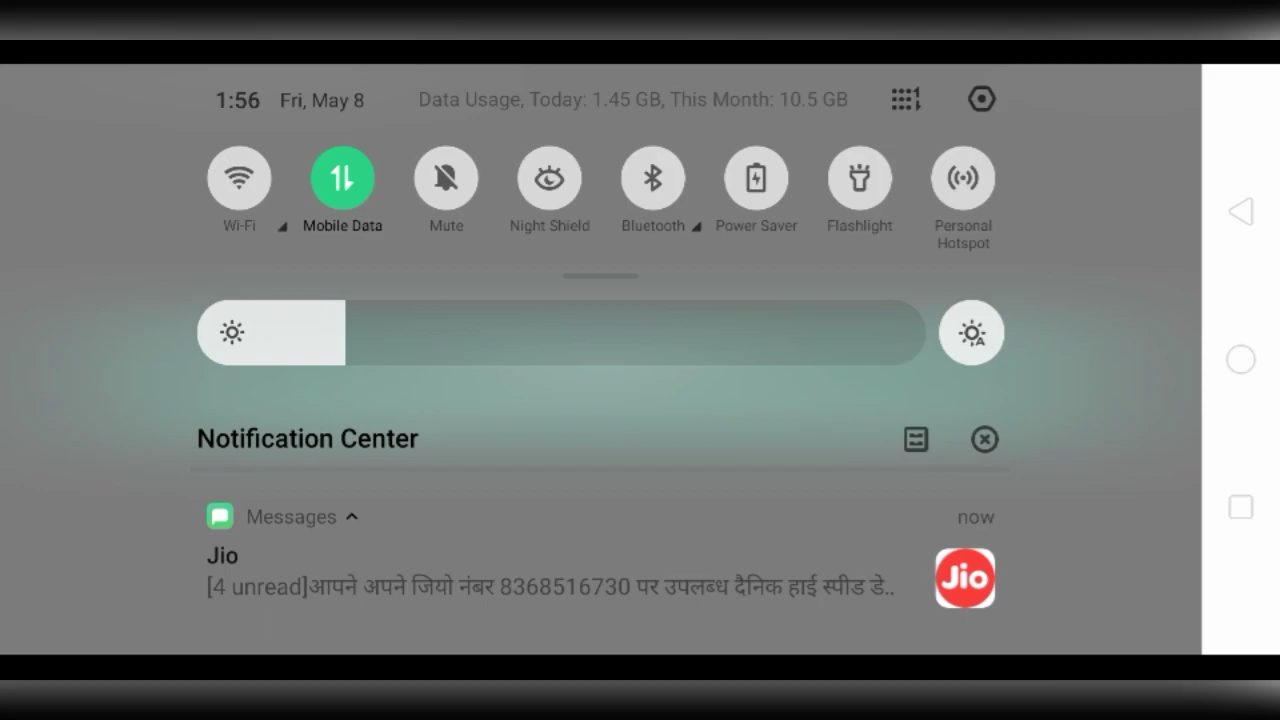 1:56 Fri, May 8 Data Usage, Today: 1.45 GB, This Month: 10.5 GB
Wi-Fi Mobile Data Mute Night Shield Bluetooth Power Saver Flashlight Personal Hotspot
Notification Center
Messages now
Jio
[4 unread]आपने अपने जियो नंबर 8368516730 पर उपलब्ध दैनिक हाई स्पीड डे..
Jio